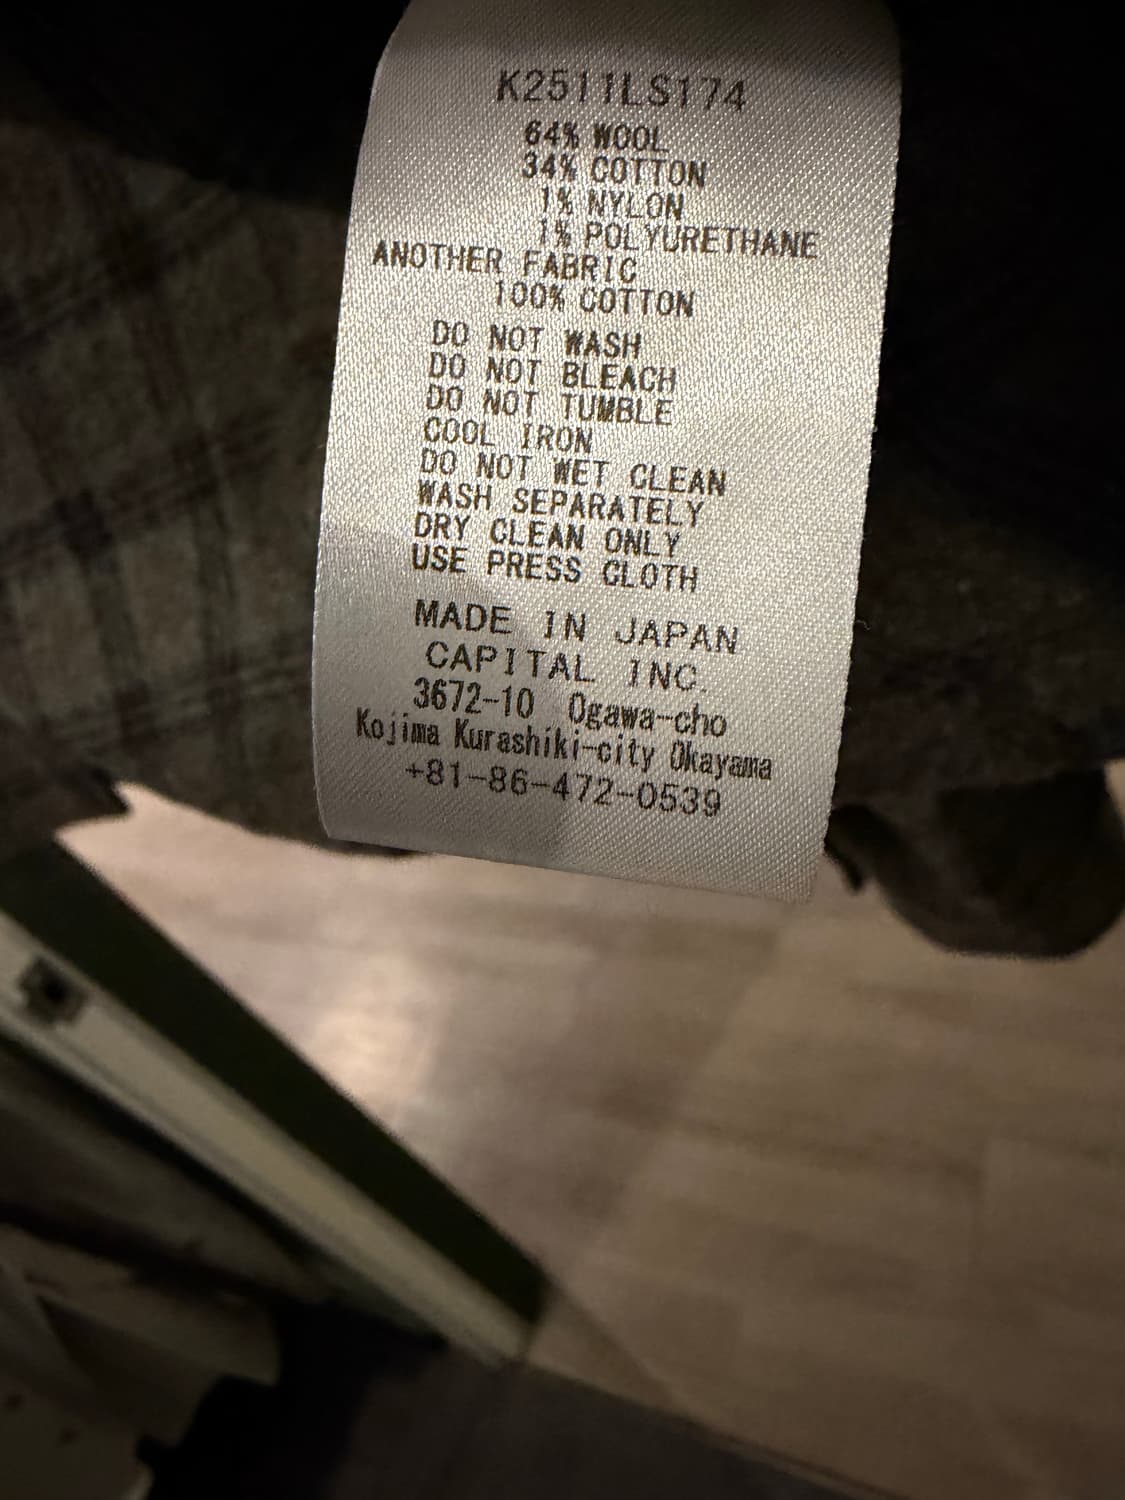 K2511LS174
64% WOOL
34% COTTON
1% NYLON
1% POLYURETHANE
ANOTHER FABRIC
100% COTTON
DO NOT WASH
DO NOT BLEACH
DO NOT TUMBLE
COOL IRON
DO NOT WET CLEAN
WASH SEPARATELY
DRY CLEAN ONLY
USE PRESS CLOTH
MADE IN JAPAN
CAPITAL INC.
3672-10 Ogawa-cho
Kojima Kurashiki-city Okayama
+81-86-472-0539